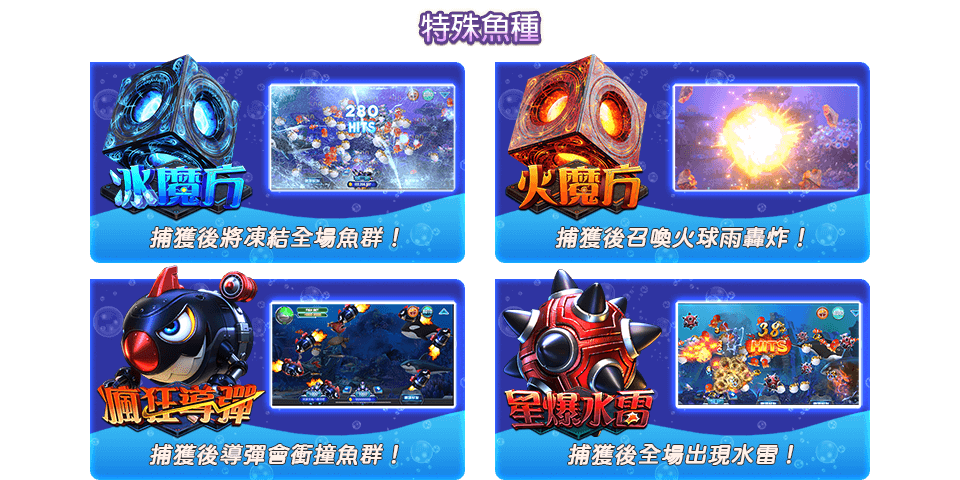 特殊魚種
280
HITS
冰魔方
捕獲後將凍結全場魚群！
火魔方
捕獲後召喚火球雨轟炸！
瘋狂導彈
捕獲後導彈會衝撞魚群！
38
HITS
星爆水雷
捕獲後全場出現水雷！